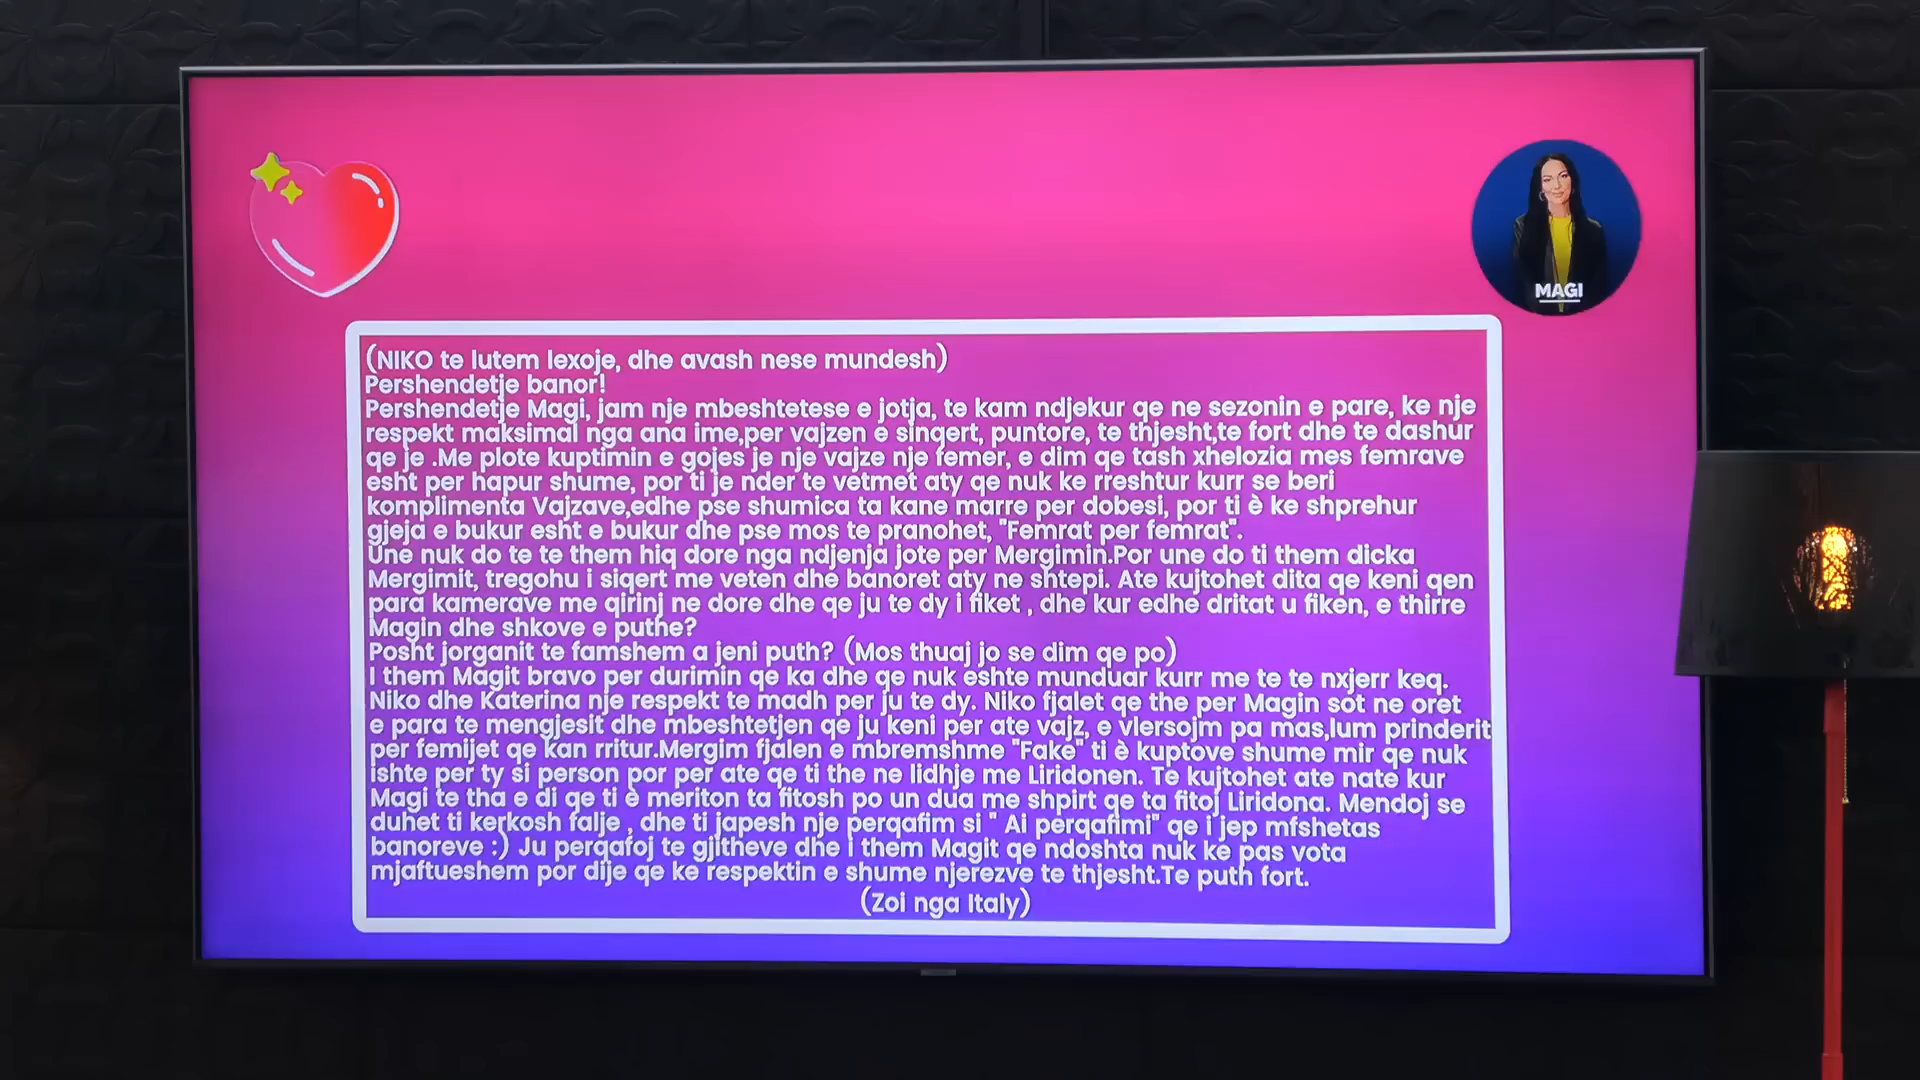 MAGI
(NIKO te lutem lexoje, dhe avash nese mundesh)
Pershendetje banor!
Pershendetje Magi, jam nje mbeshtetese e jotja, te kam ndjekur qe ne sezonin e pare, ke nje
respekt maksimal nga ana ime,per vajzen e sinqert, puntore, te thjesht,te fort dhe te dashur
qe je .Me plote kuptimin e gojes je nje vajze nje femer, e dim qe tash xhelozia mes femrave
esht per hapur shume, por ti je nder te vetmet aty qe nuk ke rreshtur kurr se beri
komplimenta Vajzave,edhe pse shumica ta kane marre per dobesi, por ti è ke shprehur
gjeja e bukur esht e bukur dhe pse mos te pranohet, "Femrat per femrat".
Une nuk do te te them hiq dore nga ndjenja jote per Mergimin.Por une do ti them dicka
Mergimit, tregohu i siqert me veten dhe banoret aty ne shtepi. Ate kujtohet dita qe keni qen
para kamerave me qirinj ne dore dhe qe ju te dy i fiket , dhe kur edhe dritat u fiken, e thirre
Magin dhe shkove e puthe?
Posht jorganit te famshem a jeni puth? (Mos thuaj jo se dim qe po)
I them Magit bravo per durimin qe ka dhe qe nuk eshte munduar kurr me te te nxjerr keq.
Niko dhe Katerina nje respekt te madh per ju te dy. Niko fjalet qe the per Magin sot ne oret
e para te mengjesit dhe mbeshtetjen qe ju keni per ate vajz, e vlersojm pa mas,lum prinderit
per femijet qe kan rritur.Mergim fjalen e mbremshme "Fake" ti è kuptove shume mir qe nuk
ishte per ty si person por per ate qe ti the ne lidhje me Liridonen. Te kujtohet ate nate kur
Magi te tha e di qe ti è meriton ta fitosh po un dua me shpirt qe ta fitoj Liridona. Mendoj se
duhet ti kerkosh falje , dhe ti japesh nje perqafim si " Ai perqafimi" qe i jep mfshetas
banoreve :) Ju perqafoj te gjitheve dhe i them Magit qe ndoshta nuk ke pas vota
mjaftueshem por dije qe ke respektin e shume njerezve te thjesht.Te puth fort.
(Zoi nga Italy)